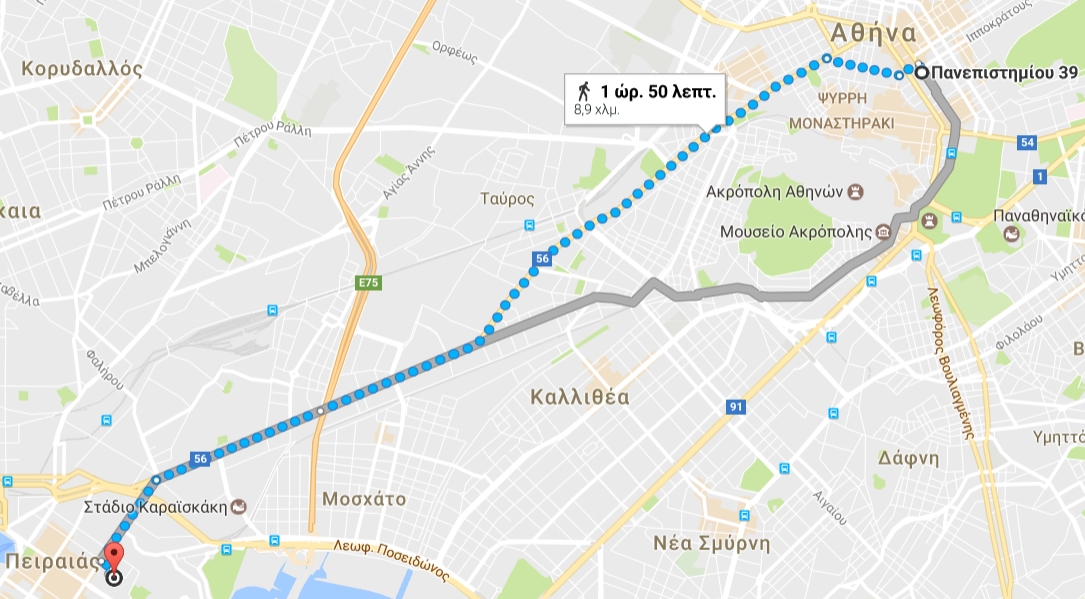 Αθήνα
Ιπποκράτους
Πανεπιστημίου 39
Ορφέως
Κορυδαλλός
1 ώρ. 50 λεπτ.
8,9 χλμ.
ΨΥΡΡΗ
ΜΟΝΑΣΤΗΡΑΚΙ
Πέτρου Ράλλη
54
Αγίας Άννης
1
Πέτρου Ράλλη
Ακρόπολη Αθηνών
Ταύρος
καια
Παναθηναϊκό
Μουσείο Ακρόπολης
Μπελογιάννη
56
Υμηττ
E75
αβέλλα
Λεωφόρος Βουλιαγμένης
Φιλολάου
Β
Φαλήρου
Καλλιθέα
91
Υμηττό
56
Δάφνη
Μοσχάτο
Στάδιο Καραϊσκάκη
Αιγαίου
Νέα Σμύρνη
Λεωφ. Ποσειδώνος
Πειραιάς